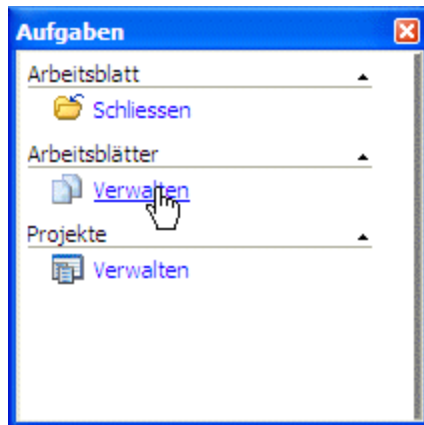 Aufgaben
Arbeitsblatt
Schliessen
Arbeitsblätter
Verwalten
Projekte
Verwalten